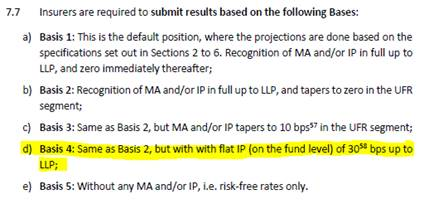 7.7 Insurers are required to submit results based on the following Bases:
a) Basis 1: This is the default position, where the projections are done based on the
specifications set out in Sections 2 to 6. Recognition of MA and/or IP in full up to
LLP, and zero immediately thereafter;
b) Basis 2: Recognition of MA and/or IP in full up to LLP, and tapers to zero in the UFR
segment;
c) Basis 3: Same as Basis 2, but MA and/or IP tapers to 10 bps57 in the UFR segment;
d) Basis 4: Same as Basis 2, but with with flat IP (on the fund level) of 3058 bps up to
LLP;
e) Basis 5: Without any MA and/or IP, i.e. risk-free rates only.